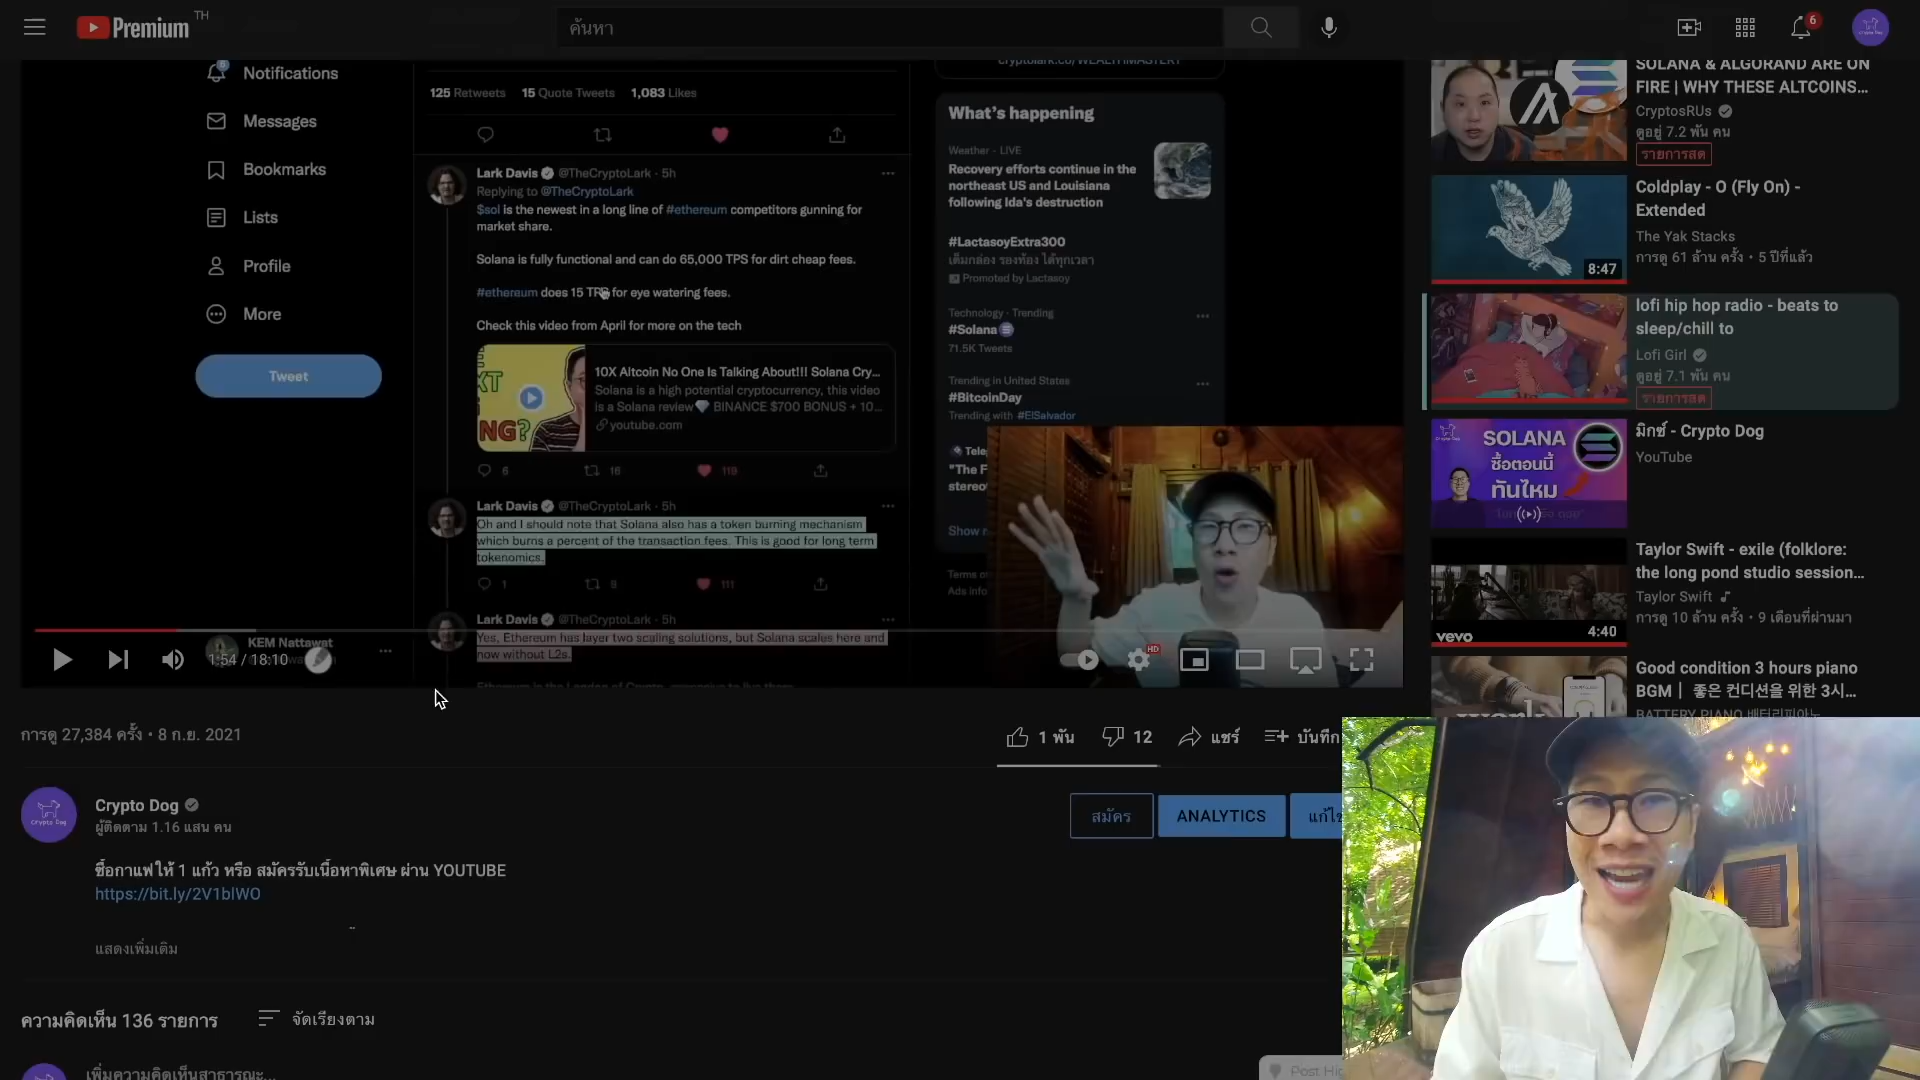 Premium TH
ค้นหา
6
Notifications
Messages
Bookmarks
Lists
Profile
More
Tweet
125 Retweets 15 Quote Tweets 1,083 Likes
Lark Davis @TheCryptoLark · 5h
Replying to @TheCryptoLark
$sol is the newest in a long line of #ethereum competitors gunning for
market share.
Solana is fully functional and can do 65,000 TPS for dirt cheap fees.
#ethereum does 15 TPS for eye watering fees.
Check this video from April for more on the tech
10X Altcoin No One Is Talking About!!! Solana Cry...
Solana is a high potential cryptocurrency, this video
is a Solana review💎 BINANCE $700 BONUS + 10...
youtube.com
6 16 119
Lark Davis @TheCryptoLark · 5h
Oh and I should note that Solana also has a token burning mechanism
which burns a percent of the transaction fees. This is good for long term
tokenomics.
1 8 111
Lark Davis @TheCryptoLark · 5h
Yes, Ethereum has layer two scaling solutions, but Solana scales here and
now without L2s.
KEM Nattawat
1:54 / 18:10
HD
cryptolark.co/WEALTHMASTERY
What's happening
Weather · LIVE
Recovery efforts continue in the
northeast US and Louisiana
following Ida's destruction
#LactasoyExtra300
เต็มกล่อง รองท้อง ได้ทุกเวลา
Promoted by Lactasoy
Technology · Trending
#Solana
71.5K Tweets
Trending in United States
#BitcoinDay
Trending with #ElSalvador
Tele
"The F
stereo
Show
Terms o
Ads info
การดู 27,384 ครั้ง • 8 ก.ย. 2021
1 พัน 12 แชร์ บันทึก
Crypto Dog
ผู้ติดตาม 1.16 แสน คน
สมัคร ANALYTICS แก้ไข
ซื้อกาแฟให้ 1 แก้ว หรือ สมัครรับเนื้อหาพิเศษ ผ่าน YOUTUBE
https://bit.ly/2V1blWO
แสดงเพิ่มเติม
ความคิดเห็น 136 รายการ จัดเรียงตาม
เพิ่มความคิดเห็นสาธารณะ...
SOLANA & ALGORAND ARE ON
FIRE | WHY THESE ALTCOINS...
CryptosRUs
ดูอยู่ 7.2 พัน คน
รายการสด
8:47
Coldplay - O (Fly On) -
Extended
The Yak Stacks
การดู 61 ล้าน ครั้ง • 5 ปีที่แล้ว
lofi hip hop radio - beats to
sleep/chill to
Lofi Girl
ดูอยู่ 7.1 พัน คน
รายการสด
SOLANA
ซื้อตอนนี้
ทันไหม
มิกซ์ - Crypto Dog
YouTube
vevo 4:40
Taylor Swift - exile (folklore:
the long pond studio session...
Taylor Swift
การดู 10 ล้าน ครั้ง • 9 เดือนที่ผ่านมา
Good condition 3 hours piano
BGM | 좋은 컨디션을 위한 3시...
BATTERY PIANO 배터리피아노